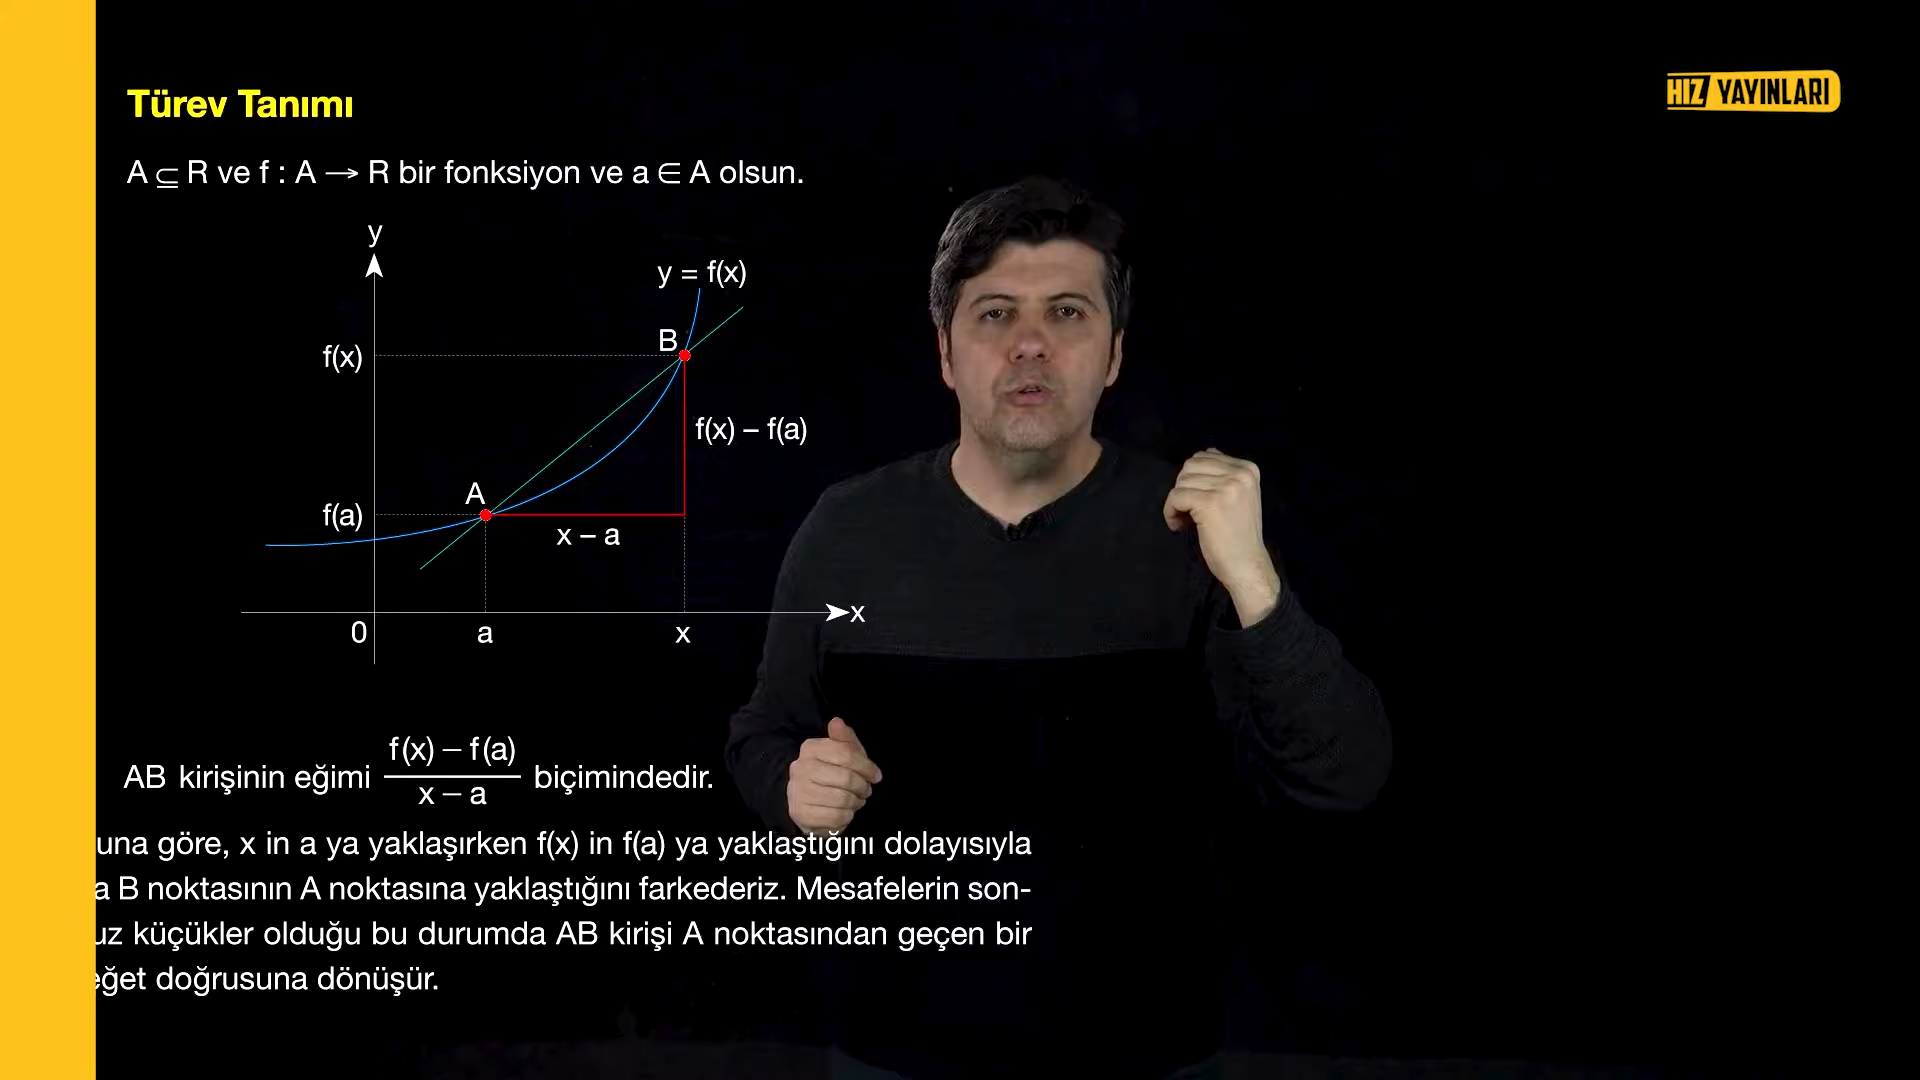 Türev Tanımı
HIZ YAYINLARI
A ⊆ R ve f : A → R bir fonksiyon ve a ∈ A olsun.
y
y = f(x)
B
f(x)
f(x) – f(a)
A
f(a)
x – a
x
0
a
x
AB kirişinin eğimi f(x) – f(a) / x – a biçimindedir.
una göre, x in a ya yaklaşırken f(x) in f(a) ya yaklaştığını dolayısıyla
a B noktasının A noktasına yaklaştığını farkederiz. Mesafelerin son-
uz küçükler olduğu bu durumda AB kirişi A noktasından geçen bir
eğet doğrusuna dönüşür.